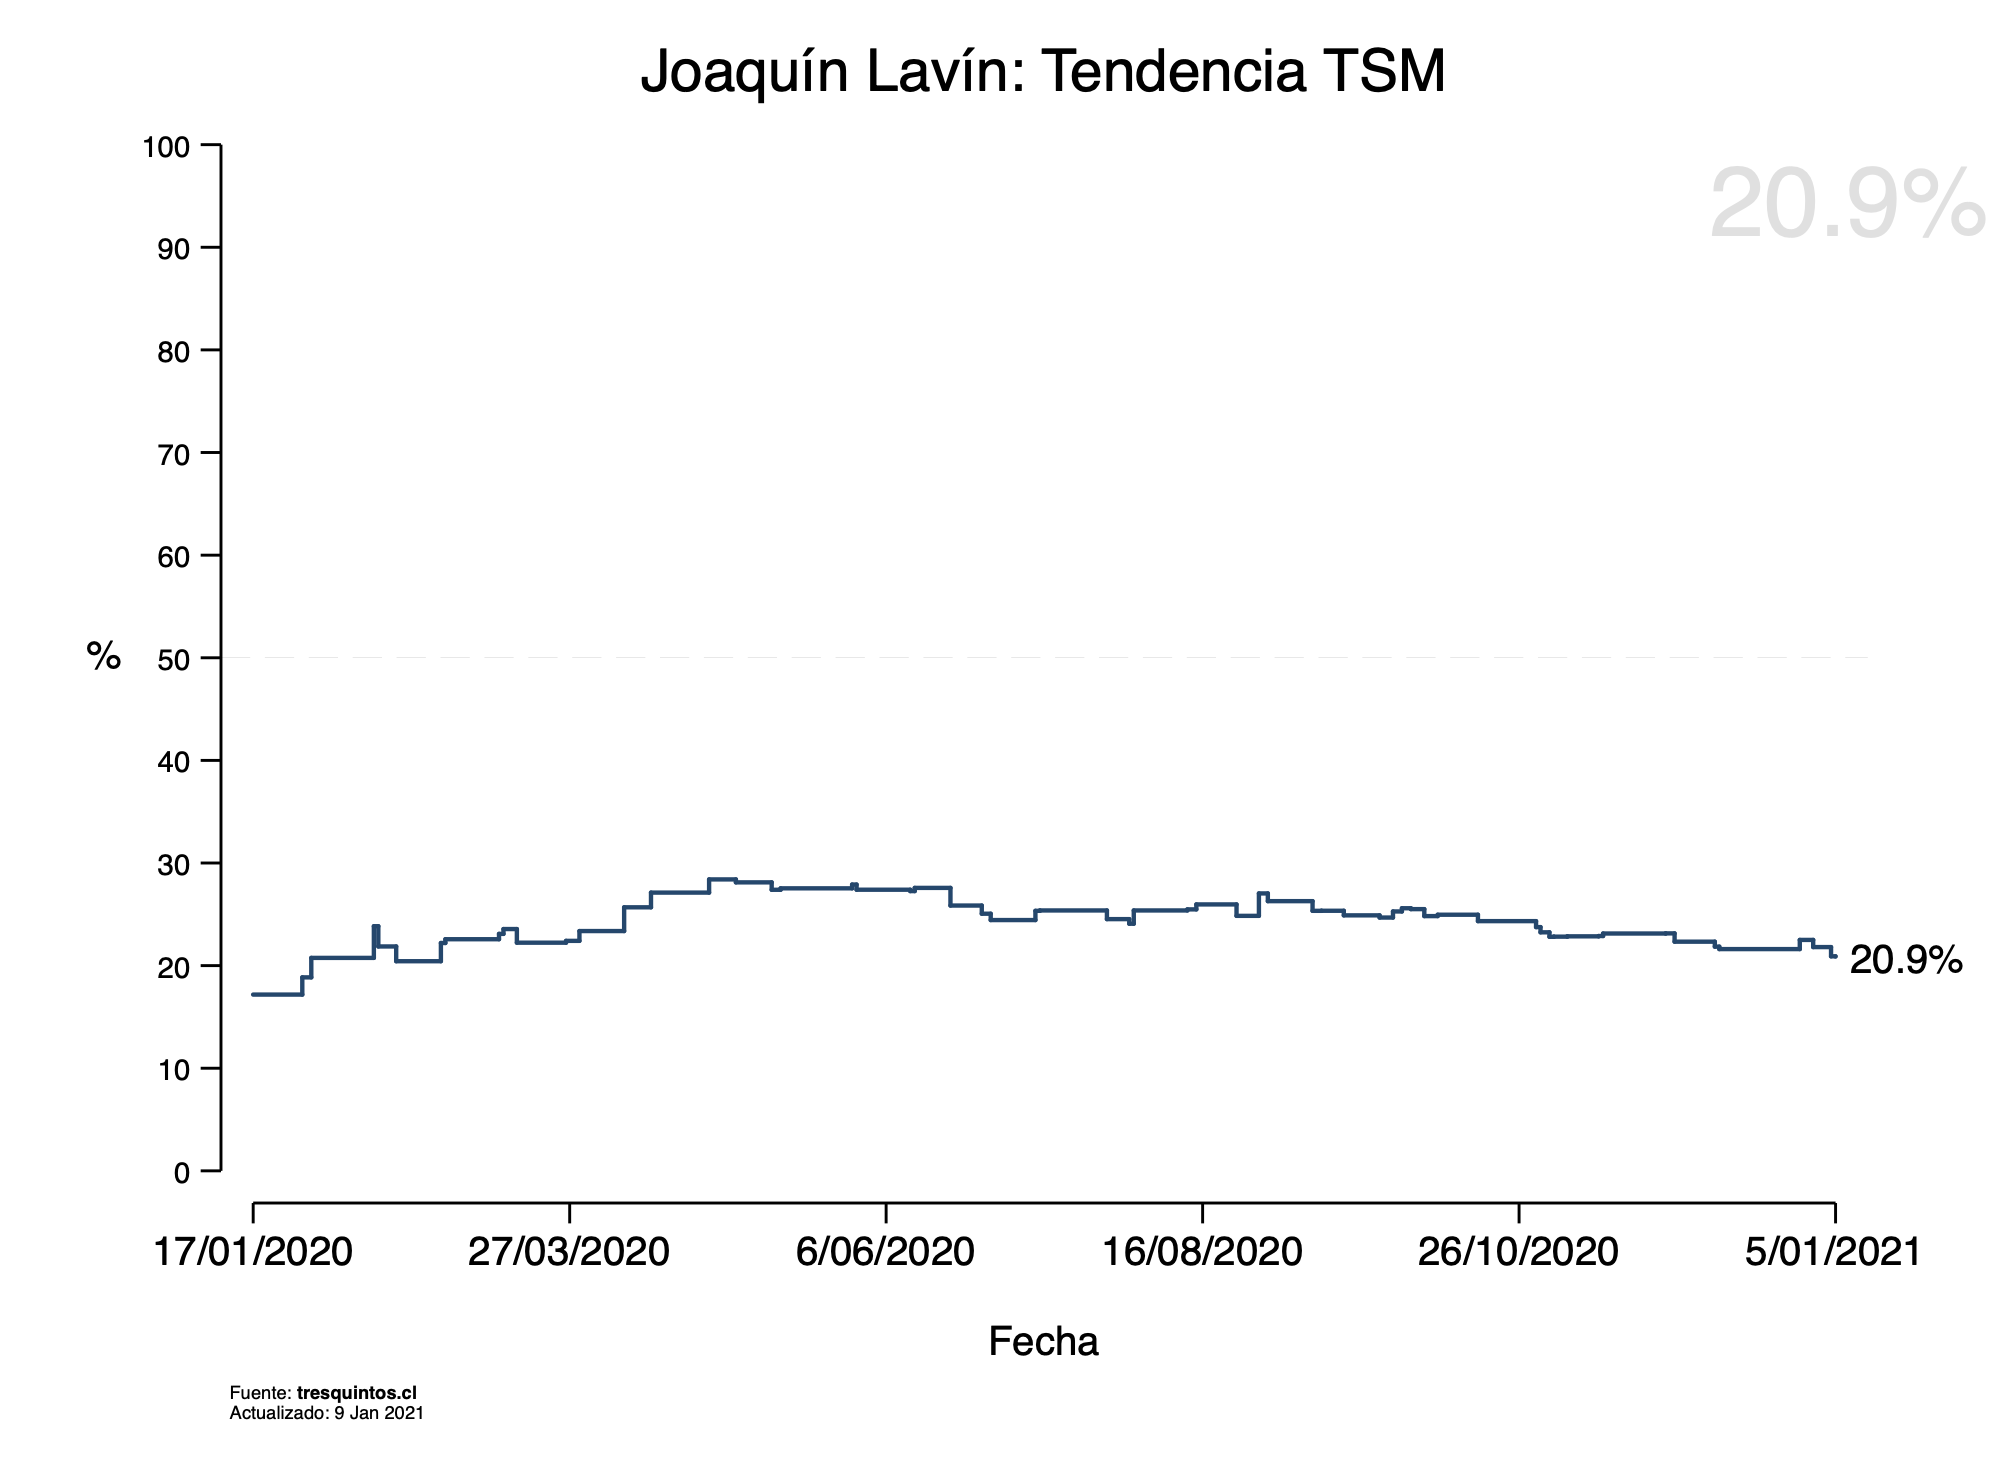 Joaquín Lavín: Tendencia TSM
20.9%
100
90
80
70
60
50
40
30
20
10
0
%
20.9%
17/01/2020 27/03/2020 6/06/2020 16/08/2020 26/10/2020 5/01/2021
Fecha
Fuente: tresquintos.cl
Actualizado: 9 Jan 2021